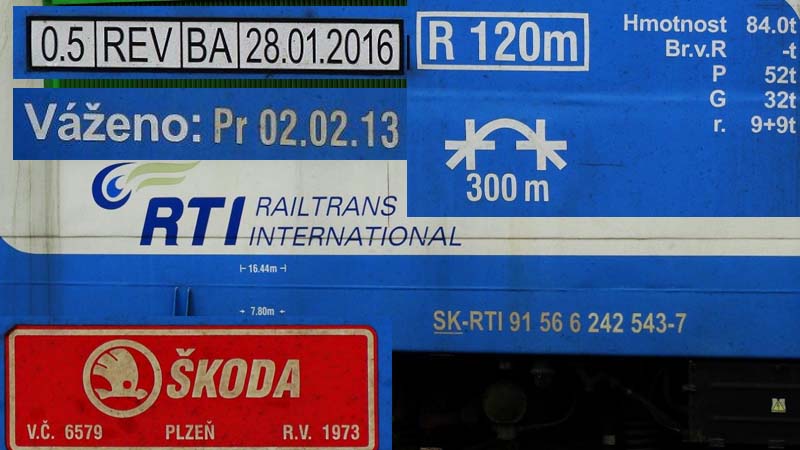 0.5 REV BA 28.01.2016
R 120m
Hmotnost 84.0t
Br.v.R -t
P 52t
G 32t
r. 9+9t
Váženo: Pr 02.02.13
300 m
RTI RAILTRANS
INTERNATIONAL
16.44m
7.80m
SK-RTI 91 56 6 242 543-7
ŠKODA
V.Č. 6579 PLZEŇ R.V. 1973